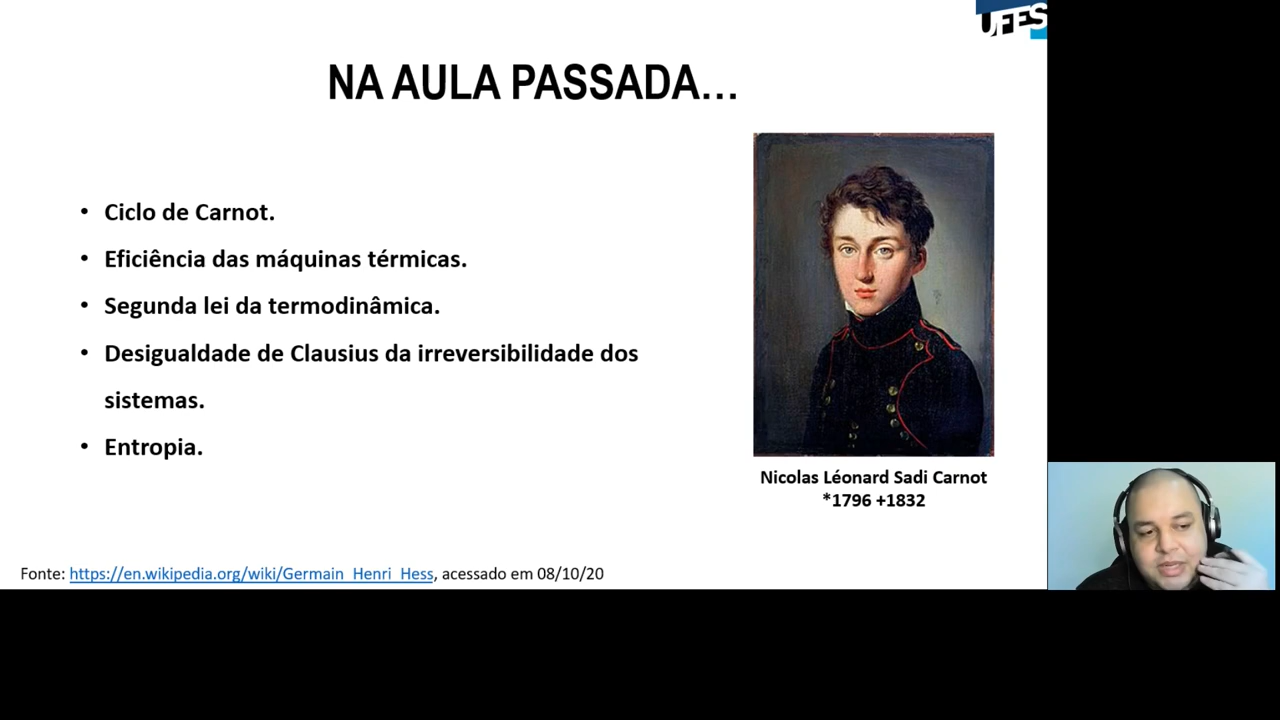 UFES
NA AULA PASSADA...
• Ciclo de Carnot.
• Eficiência das máquinas térmicas.
• Segunda lei da termodinâmica.
• Desigualdade de Clausius da irreversibilidade dos
sistemas.
• Entropia.
Nicolas Léonard Sadi Carnot
*1796 +1832
Fonte: https://en.wikipedia.org/wiki/Germain_Henri_Hess, acessado em 08/10/20